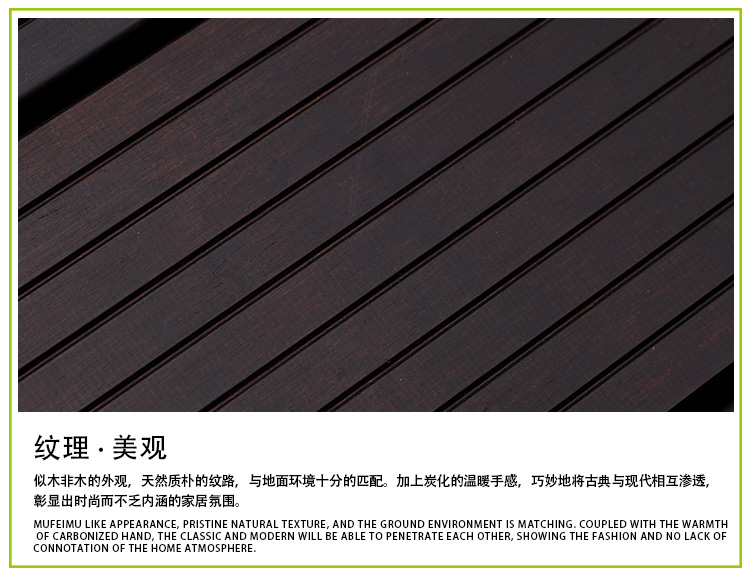 纹理·美观
似木非木的外观，天然质朴的纹路，与地面环境十分的匹配。加上炭化的温暖手感，巧妙地将古典与现代相互渗透，
彰显出时尚而不乏内涵的家居氛围。
MUFEIMU LIKE APPEARANCE, PRISTINE NATURAL TEXTURE, AND THE GROUND ENVIRONMENT IS MATCHING. COUPLED WITH THE WARMTH
OF CARBONIZED HAND, THE CLASSIC AND MODERN WILL BE ABLE TO PENETRATE EACH OTHER, SHOWING THE FASHION AND NO LACK OF
CONNOTATION OF THE HOME ATMOSPHERE.